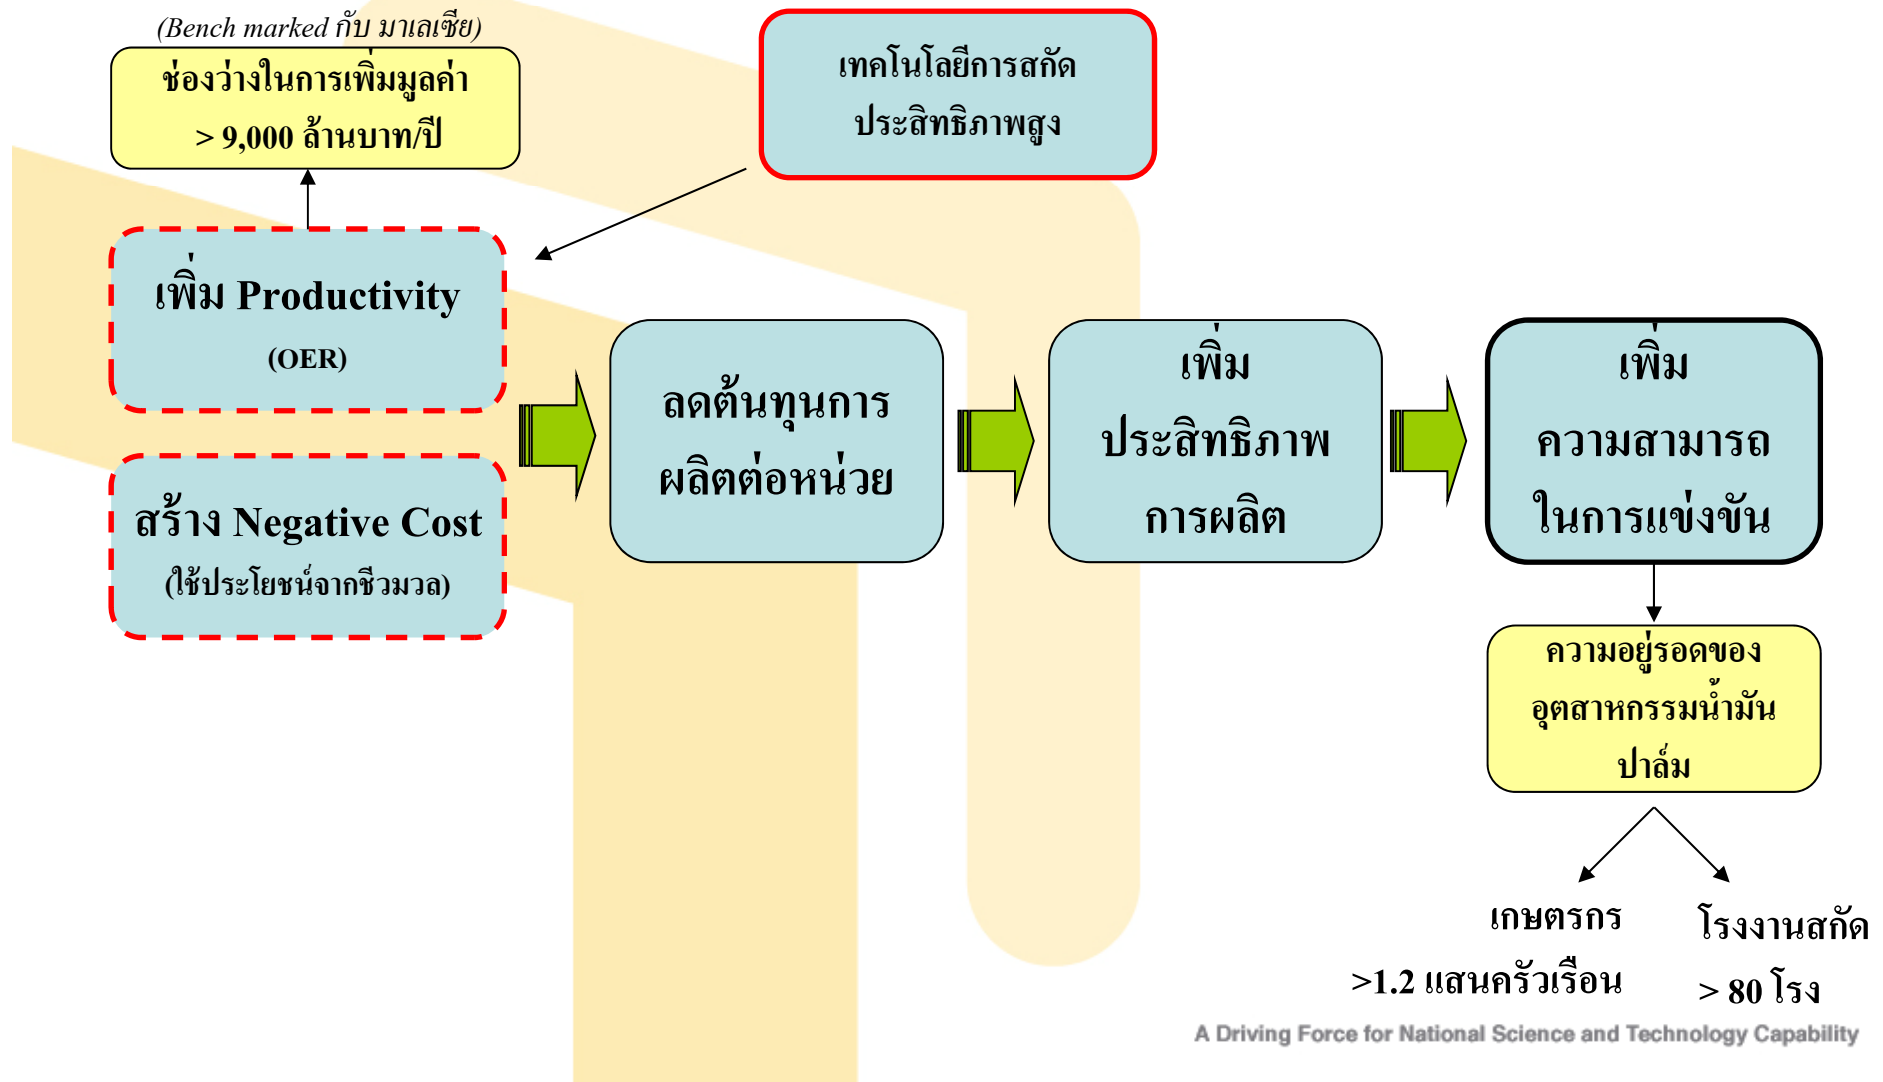 (Bench marked กับ มาเลเซีย)
ช่องว่างในการเพิ่มมูลค่า
> 9,000 ล้านบาท/ปี
เทคโนโลยีการสกัด
ประสิทธิภาพสูง
เพิ่ม Productivity
(OER)
สร้าง Negative Cost
(ใช้ประโยชน์จากชีวมวล)
ลดต้นทุนการ
ผลิตต่อหน่วย
เพิ่ม
ประสิทธิภาพ
การผลิต
เพิ่ม
ความสามารถ
ในการแข่งขัน
ความอยู่รอดของ
อุตสาหกรรมน้ำมัน
ปาล์ม
เกษตรกร
>1.2 แสนครัวเรือน
โรงงานสกัด
> 80 โรง
A Driving Force for National Science and Technology Capability